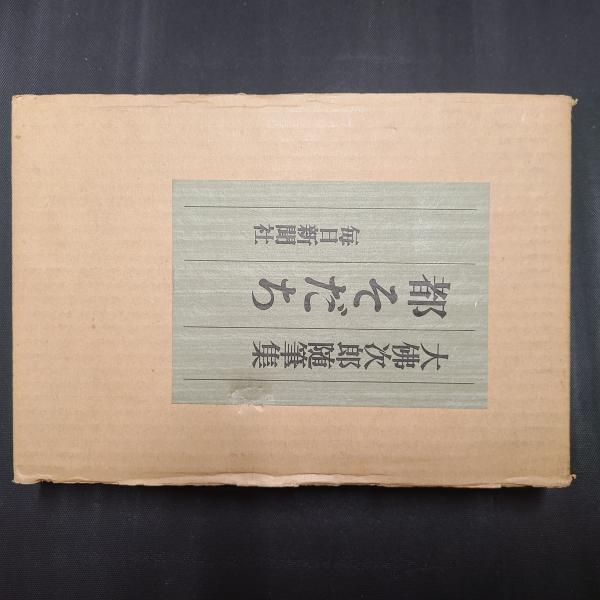 大佛次郎随筆集
都そだち
毎日新聞社